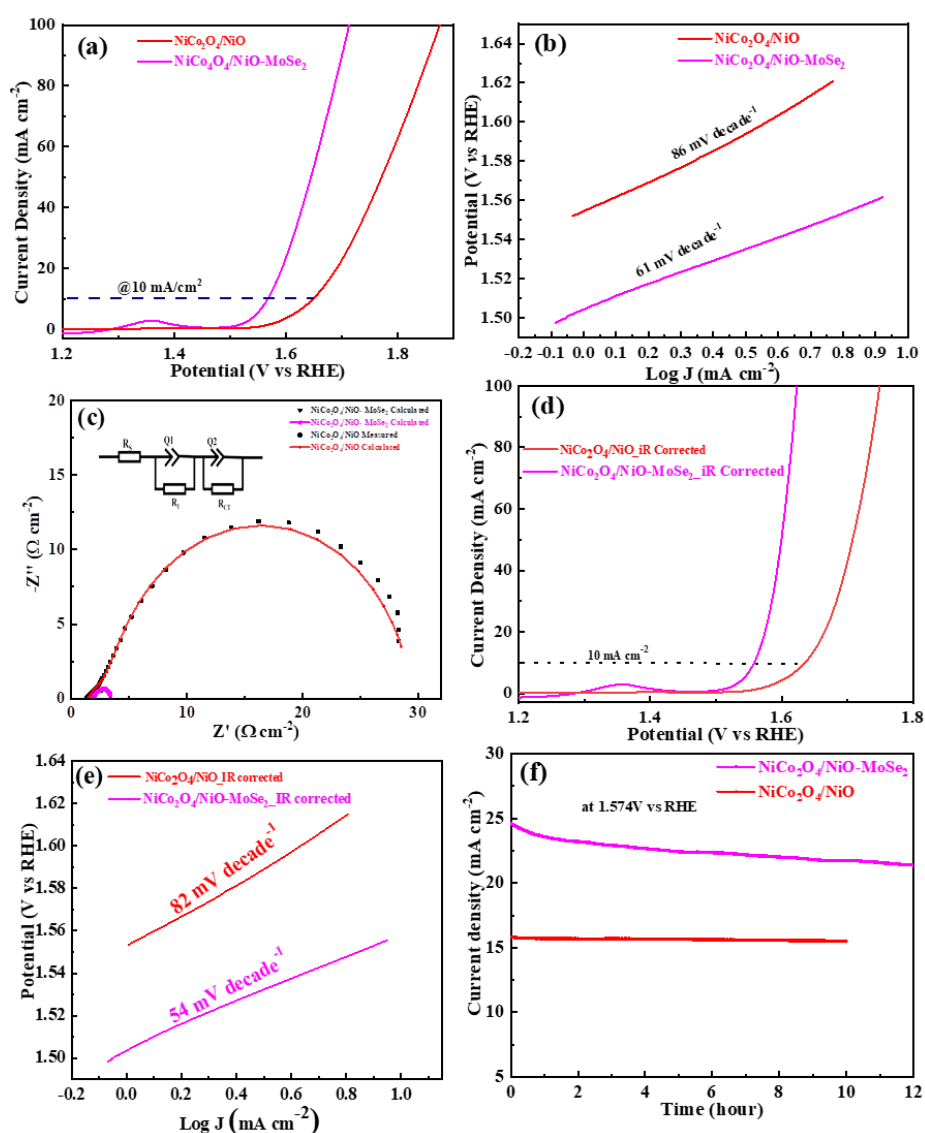 (a)
NiCo₂O₄/NiO
NiCo₄O₄/NiO-MoSe₂
@10 mA/cm²
Current Density (mA cm⁻²)
100
80
60
40
20
10
0
1.2 1.4 1.6 1.8
Potential (V vs RHE)
(b)
NiCo₂O₄/NiO
NiCo₂O₄/NiO-MoSe₂
86 mV decade⁻¹
61 mV decade⁻¹
Potential (V vs RHE)
1.64
1.62
1.60
1.58
1.56
1.54
1.52
1.50
-0.2 -0.1 0.0 0.1 0.2 0.3 0.4 0.5 0.6 0.7 0.8 0.9 1.0
Log J (mA cm⁻²)
(c)
NiCo₂O₄/NiO- MoSe₂ Calculated
NiCo₂O₄/NiO-MoSe₂ Calculated
NiCo₂O₄/NiO Measured
NiCo₂O₄/NiO Calculated
Q1 Q2
R_CT
-Z'' (Ω cm⁻²)
20
15
10
5
0
0 10 20 30
Z' (Ω cm⁻²)
(d)
NiCo₂O₄/NiO_iR Corrected
NiCo₂O₄/NiO-MoSe₂_iR Corrected
10 mA cm⁻²
Current Density (mA cm⁻²)
100
80
60
40
20
10
0
1.2 1.4 1.6 1.8
Potential (V vs RHE)
(e)
NiCo₂O₄/NiO_IR corrected
NiCo₂O₄/NiO-MoSe₂_IR corrected
82 mV decade⁻¹
54 mV decade⁻¹
Potential (V vs RHE)
1.64
1.62
1.60
1.58
1.56
1.54
1.52
1.50
-0.2 0.0 0.2 0.4 0.6 0.8 1.0
Log J (mA cm⁻²)
(f)
NiCo₂O₄/NiO-MoSe₂
NiCo₂O₄/NiO
at 1.574V vs RHE
Current density (mA cm⁻²)
25
20
15
10
5
0 2 4 6 8 10 12
Time (hour)